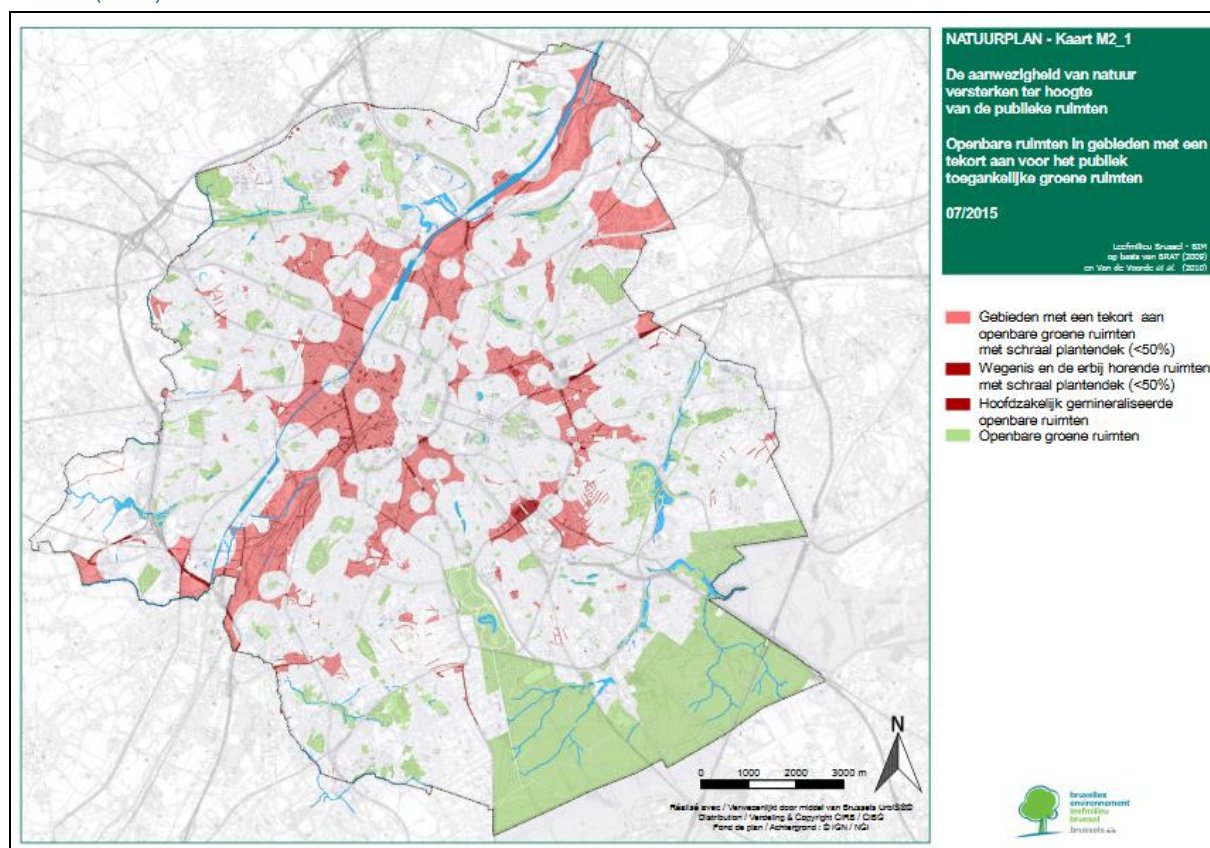 NATUURPLAN - Kaart M2_1
De aanwezigheid van natuur
versterken ter hoogte
van de publieke ruimten
Openbare ruimten in gebieden met een
tekort aan voor het publiek
toegankelijke groene ruimten
07/2015
Leefmilieu Brussel - BIM
op basis van BRAT (2009)
en Van de Voorde et al. (2010)
Gebieden met een tekort aan
openbare groene ruimten
met schraal plantendek (<50%)
Wegenis en de erbij horende ruimten
met schraal plantendek (<50%)
Hoofdzakelijk gemineraliseerde
openbare ruimten
Openbare groene ruimten
N
0 1000 2000 3000 m
Réalisé avec / Verwezenlijkt door middel van Brussels UrbIS®©
Distribution / Verdeling & Copyright CIRB / CIBG
Fond de plan / Achtergrond : © IGN / NGI
bruxelles
environnement
leefmilieu
brussel
.brussels